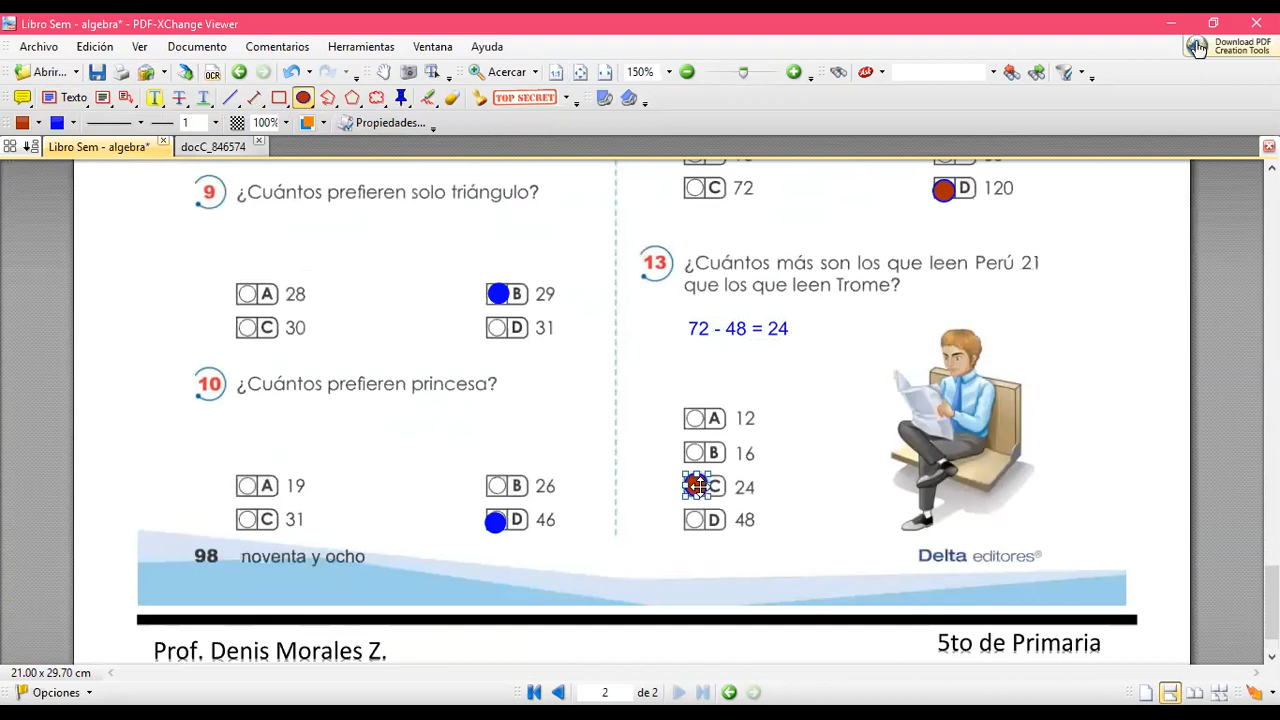 Libro Sem - algebra* - PDF-XChange Viewer
Archivo Edición Ver Documento Comentarios Herramientas Ventana Ayuda
Download PDF
Creation Tools
Abrir... OCR Acercar 150%
Texto TOP SECRET
1 100% Propiedades...
Libro Sem - algebra* docC_846574
9 ¿Cuántos prefieren solo triángulo?
A 28 B 29
C 30 D 31
10 ¿Cuántos prefieren princesa?
A 19 B 26
C 31 D 46
C 72 D 120
13 ¿Cuántos más son los que leen Perú 21
que los que leen Trome?
72 - 48 = 24
A 12
B 16
C 24
D 48
98 noventa y ocho
Delta editores®
Prof. Denis Morales Z.
5to de Primaria
21.00 x 29.70 cm
Opciones 2 de 2